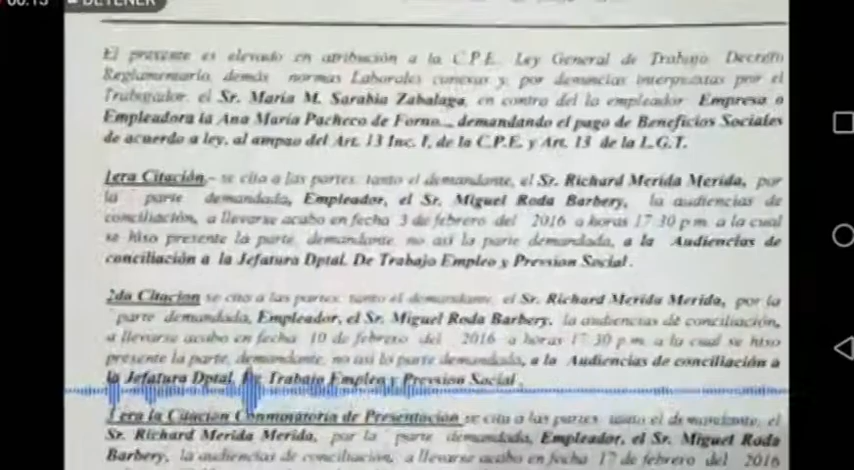 00:15 DETENER
El presente es elevado en atribución a la C.P.E. Ley General de Trabajo, Decreto
Reglamentario, demás normas Laborales conexas y, por denuncias interpuestas por el
Trabajador, el Sr. Maria M. Sarabia Zabalaga, en contra del la empleador: Empresa o
Empleadora la Ana María Pacheco de Forno.., demandando el pago de Beneficios Sociales
de acuerdo a ley, al ampao del Art. 13 Inc. I, de la C.P.E. y Art. 13 de la L.G.T.
1era Citación.- se cita a las partes, tanto el demandante, el Sr. Richard Merida Merida, por
la parte demandada, Empleador, el Sr. Miguel Roda Barbery, la audiencias de
conciliación, a llevarse acabo en fecha 3 de febrero del 2016 a horas 17:30 p.m. a la cual
se hiso presente la parte, demandante, no así la parte demandada, a la Audiencias de
conciliación a la Jefatura Dptal. De Trabajo Empleo y Prevsion Social.
2da Citacion se cita a las partes, tanto el demandante, el Sr. Richard Merida Merida, por la
parte demandada, Empleador, el Sr. Miguel Roda Barbery, la audiencias de conciliación,
a llevarse acabo en fecha 10 de febrero del 2016 a horas 17:30 p.m. a la cual se hiso
presente la parte, demandante, no así la parte demandada, a la Audiencias de conciliación a
la Jefatura Dptal. De Trabajo Empleo y Prevsion Social.
1 era la Citación Conminatoria de Presentación se cita a las partes, tanto el demandante, el
Sr. Richard Merida Merida, por la parte demandada, Empleador, el Sr. Miguel Roda
Barbery, la audiencias de conciliación, a llevarse acabo en fecha 17 de febrero del 2016